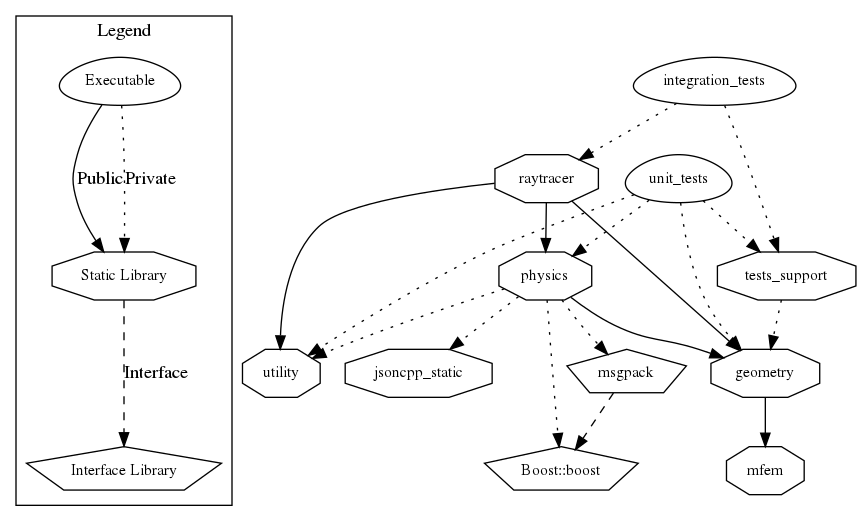 Legend
Executable
integration_tests
Public
Private
raytracer
unit_tests
Static Library
physics
tests_support
Interface
utility
jsoncpp_static
msgpack
geometry
Interface Library
Boost::boost
mfem